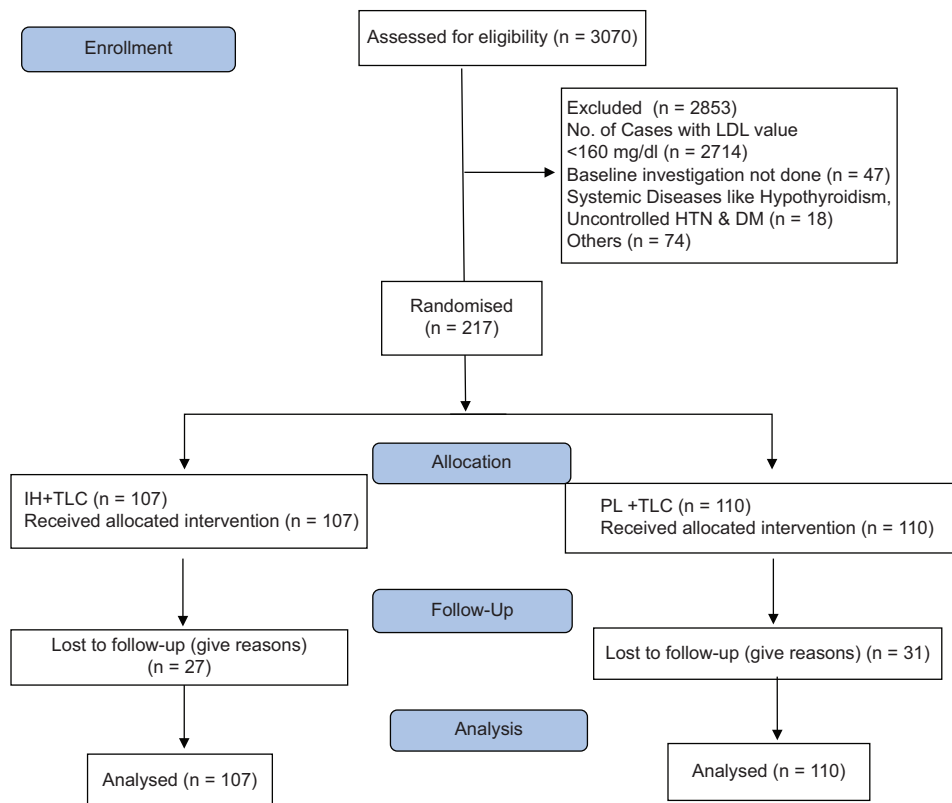 Enrollment
Assessed for eligibility (n = 3070)
Excluded (n = 2853)
No. of Cases with LDL value
<160 mg/dl (n = 2714)
Baseline investigation not done (n = 47)
Systemic Diseases like Hypothyroidism,
Uncontrolled HTN & DM (n = 18)
Others (n = 74)
Randomised
(n = 217)
Allocation
IH+TLC (n = 107)
Received allocated intervention (n = 107)
PL +TLC (n = 110)
Received allocated intervention (n = 110)
Follow-Up
Lost to follow-up (give reasons)
(n = 27)
Lost to follow-up (give reasons) (n = 31)
Analysis
Analysed (n = 107)
Analysed (n = 110)